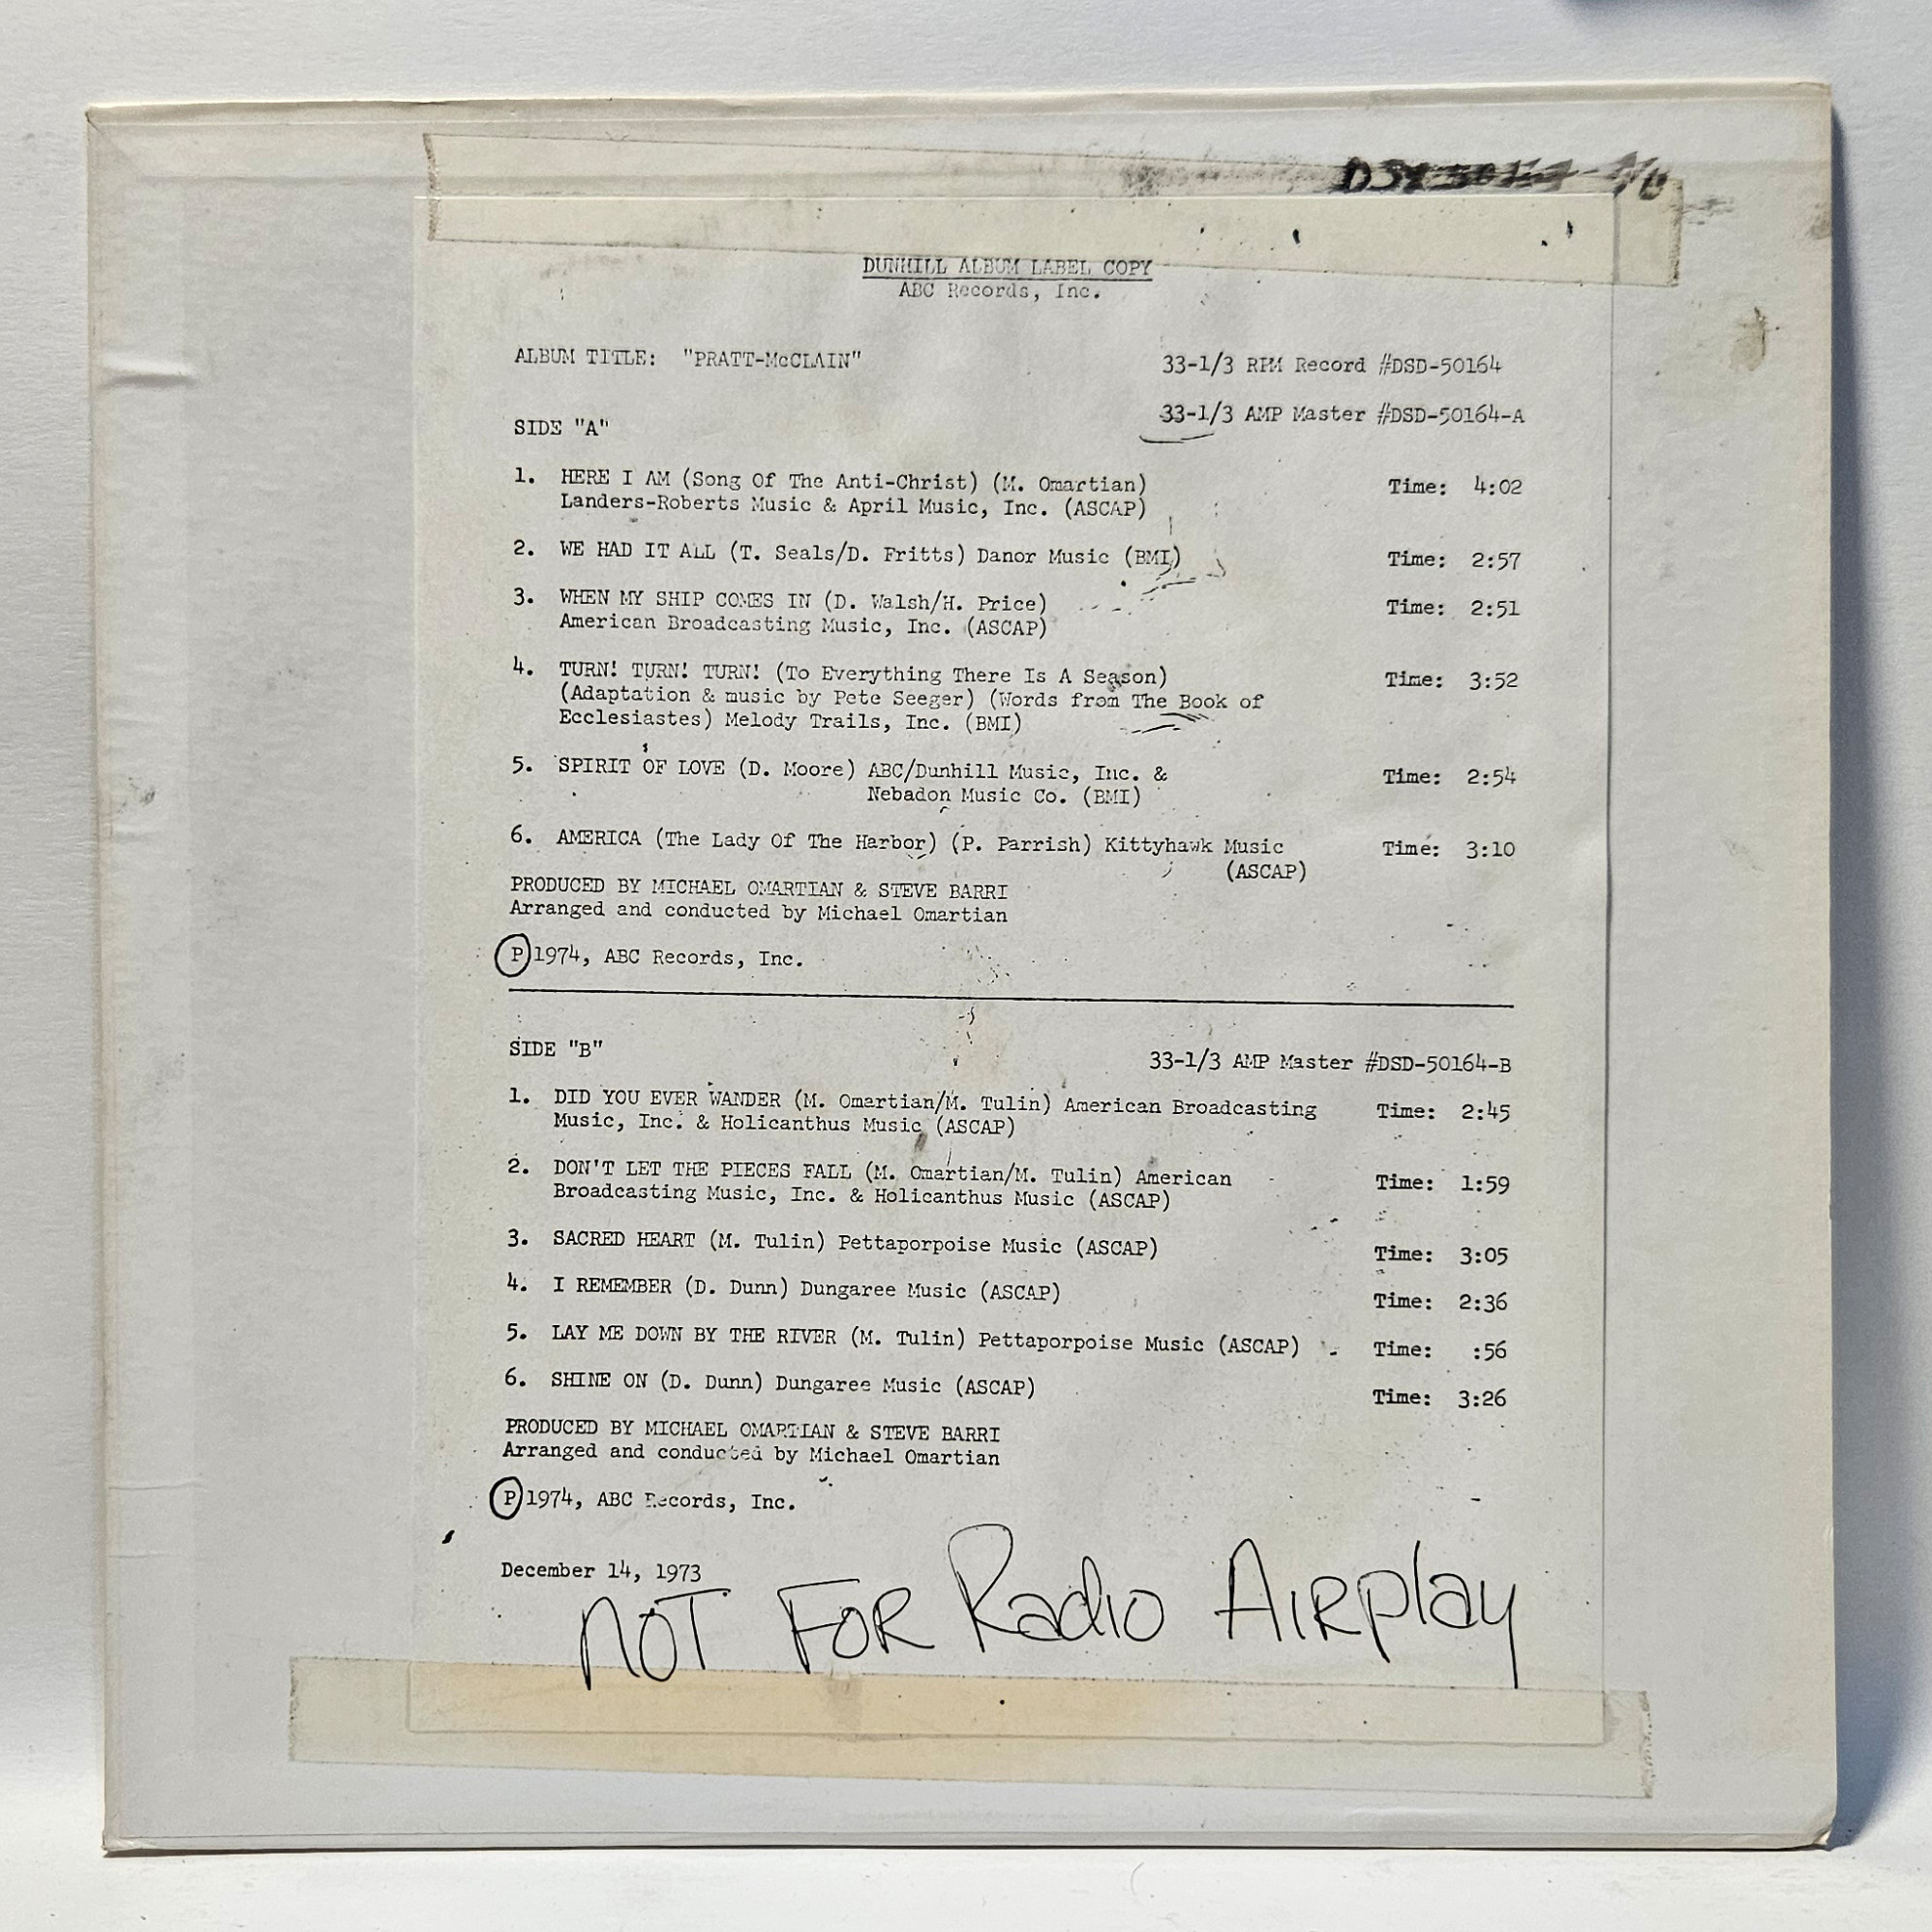 DUNHILL ALBUM LABEL COPY
ABC Records, Inc.
ALBUM TITLE: "PRATT-McCLAIN" 33-1/3 RPM Record #DSD-50164
33-1/3 AMP Master #DSD-50164-A
SIDE "A"
1. HERE I AM (Song Of The Anti-Christ) (M. Omartian) Time: 4:02
Landers-Roberts Music & April Music, Inc. (ASCAP)
2. WE HAD IT ALL (T. Seals/D. Fritts) Danor Music (BMI) Time: 2:57
3. WHEN MY SHIP COMES IN (D. Walsh/H. Price) Time: 2:51
American Broadcasting Music, Inc. (ASCAP)
4. TURN! TURN! TURN! (To Everything There Is A Season) Time: 3:52
(Adaptation & music by Pete Seeger) (Words from The Book of
Ecclesiastes) Melody Trails, Inc. (BMI)
5. SPIRIT OF LOVE (D. Moore) ABC/Dunhill Music, Inc. & Time: 2:54
Nebadon Music Co. (BMI)
6. AMERICA (The Lady Of The Harbor) (P. Parrish) Kittyhawk Music Time: 3:10
(ASCAP)
PRODUCED BY MICHAEL OMARTIAN & STEVE BARRI
Arranged and conducted by Michael Omartian
Ⓟ 1974, ABC Records, Inc.
SIDE "B" 33-1/3 AMP Master #DSD-50164-B
1. DID YOU EVER WANDER (M. Omartian/M. Tulin) American Broadcasting Time: 2:45
Music, Inc. & Holicanthus Music (ASCAP)
2. DON'T LET THE PIECES FALL (M. Omartian/M. Tulin) American Time: 1:59
Broadcasting Music, Inc. & Holicanthus Music (ASCAP)
3. SACRED HEART (M. Tulin) Pettaporpoise Music (ASCAP) Time: 3:05
4. I REMEMBER (D. Dunn) Dungaree Music (ASCAP) Time: 2:36
5. LAY ME DOWN BY THE RIVER (M. Tulin) Pettaporpoise Music (ASCAP) Time: :56
6. SHINE ON (D. Dunn) Dungaree Music (ASCAP) Time: 3:26
PRODUCED BY MICHAEL OMARTIAN & STEVE BARRI
Arranged and conducted by Michael Omartian
Ⓟ 1974, ABC Records, Inc.
December 14, 1973
NOT FOR Radio AIRplay